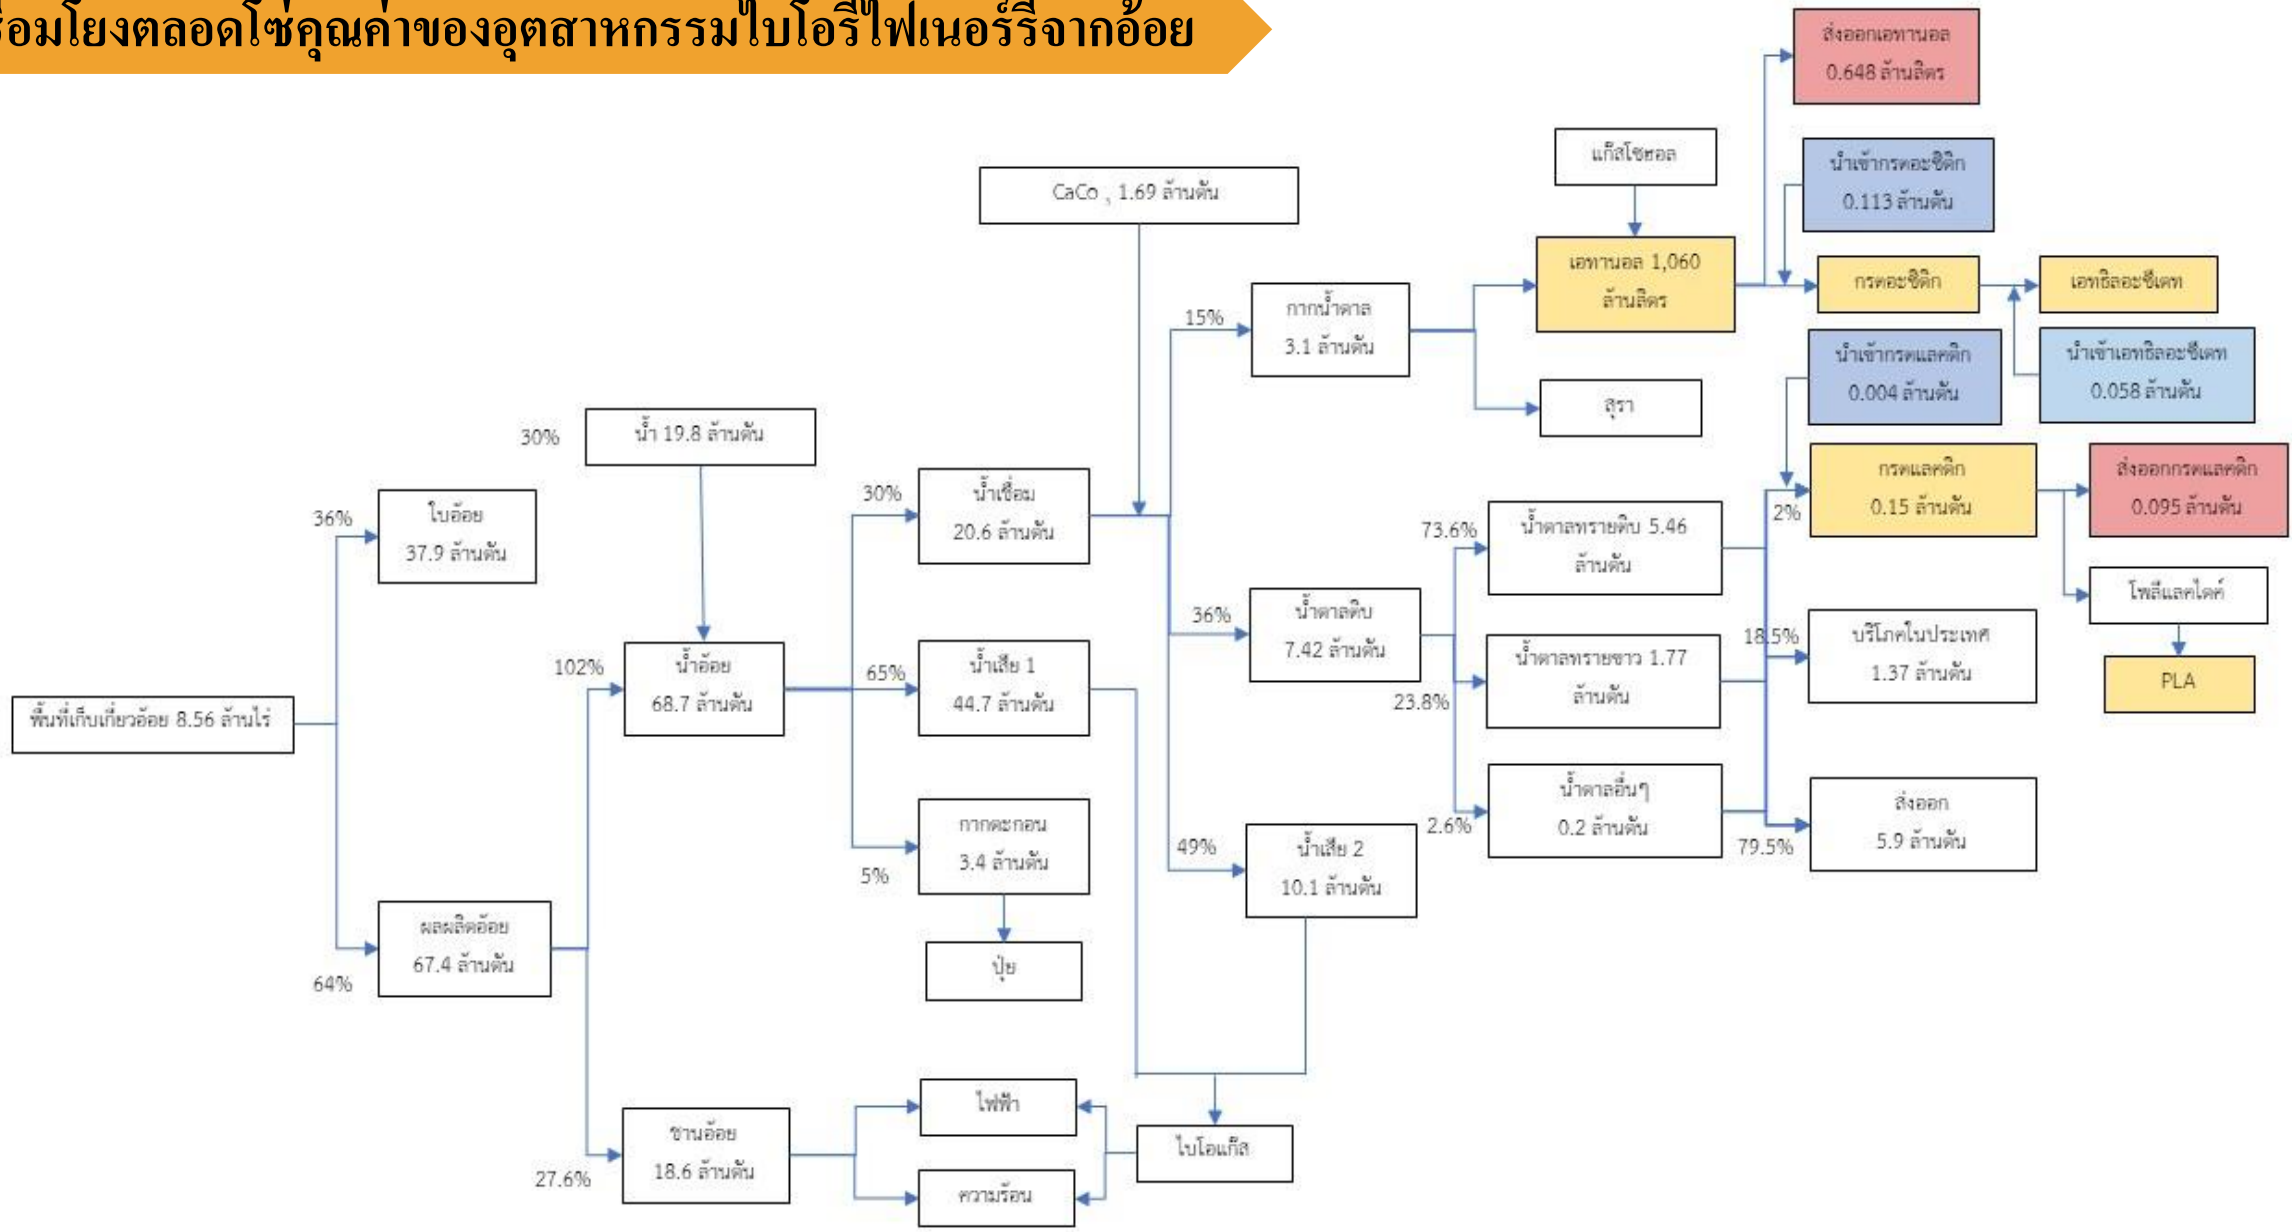 อมโยงตลอดโซ่คุณค่าของอุตสาหกรรมไบโอรีไฟเนอร์รีจากอ้อย
ส่งออกเอทานอล
0.648 ล้านลิตร
แก๊สโซฮอล
นำเข้ากรดอะซิติก
0.113 ล้านตัน
CaCo 3 1.69 ล้านตัน
เอทานอล 1,060
ล้านลิตร
กรดอะซิติก
เอทธิลอะซีเตท
15%
กากน้ำตาล
3.1 ล้านตัน
นำเข้ากรดแลคติก
0.004 ล้านตัน
นำเข้าเอทธิลอะซีเตท
0.058 ล้านตัน
สุรา
30%
น้ำ 19.8 ล้านตัน
36%
ใบอ้อย
37.9 ล้านตัน
30%
น้ำเชื่อม
20.6 ล้านตัน
73.6%
น้ำตาลทรายดิบ 5.46
ล้านตัน
2%
กรดแลคติก
0.15 ล้านตัน
ส่งออกกรดแลคติก
0.095 ล้านตัน
โพลีแลคไตด์
PLA
102%
น้ำอ้อย
68.7 ล้านตัน
65%
น้ำเสีย 1
44.7 ล้านตัน
36%
น้ำตาลดิบ
7.42 ล้านตัน
23.8%
น้ำตาลทรายขาว 1.77
ล้านตัน
18.5%
บริโภคในประเทศ
1.37 ล้านตัน
พื้นที่เก็บเกี่ยวอ้อย 8.56 ล้านไร่
5%
กากตะกอน
3.4 ล้านตัน
49%
น้ำเสีย 2
10.1 ล้านตัน
2.6%
น้ำตาลอื่นๆ
0.2 ล้านตัน
79.5%
ส่งออก
5.9 ล้านตัน
64%
ผลผลิตอ้อย
67.4 ล้านตัน
ปุ๋ย
27.6%
ชานอ้อย
18.6 ล้านตัน
ไฟฟ้า
ความร้อน
ไบโอแก๊ส